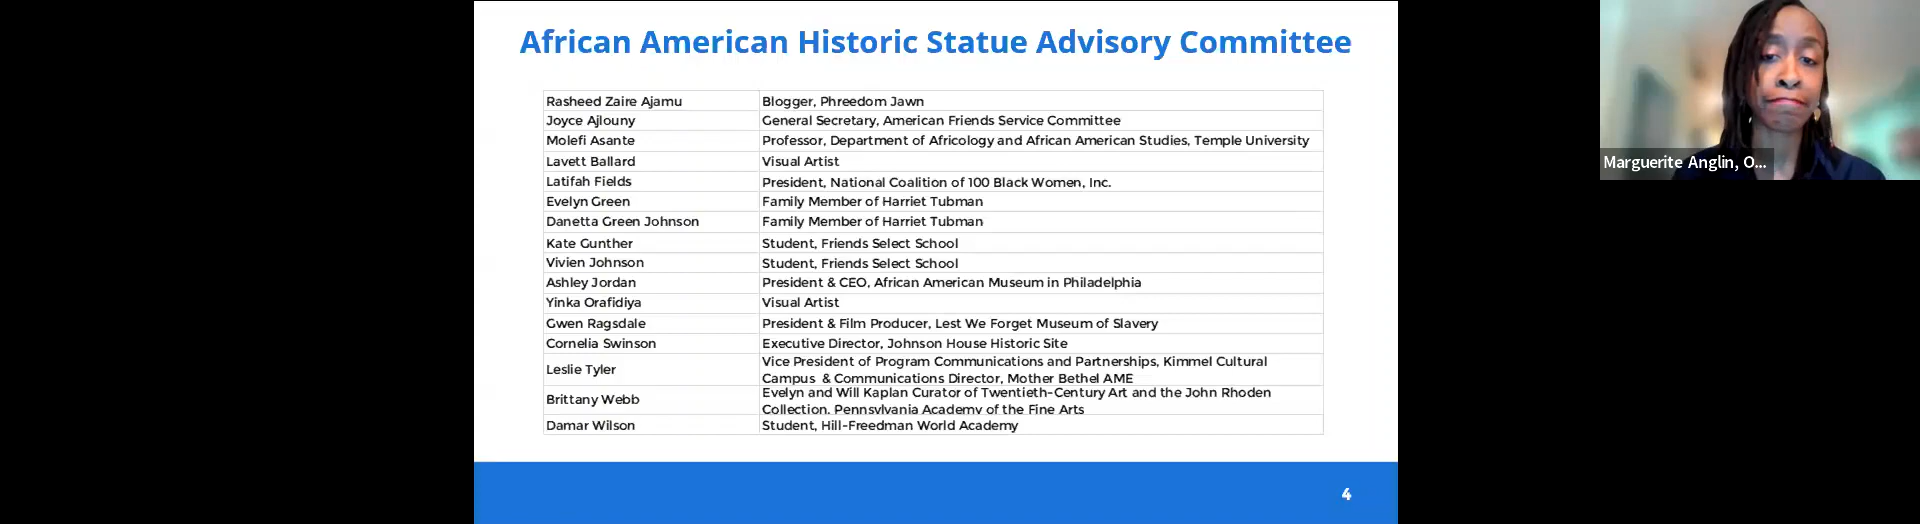 African American Historic Statue Advisory Committee
Rasheed Zaire Ajamu Blogger, Phreedom Jawn
Joyce Ajlouny General Secretary, American Friends Service Committee
Molefi Asante Professor, Department of Africology and African American Studies, Temple University
Lavett Ballard Visual Artist
Latifah Fields President, National Coalition of 100 Black Women, Inc.
Evelyn Green Family Member of Harriet Tubman
Danetta Green Johnson Family Member of Harriet Tubman
Kate Gunther Student, Friends Select School
Vivien Johnson Student, Friends Select School
Ashley Jordan President & CEO, African American Museum in Philadelphia
Yinka Orafidiya Visual Artist
Gwen Ragsdale President & Film Producer, Lest We Forget Museum of Slavery
Cornelia Swinson Executive Director, Johnson House Historic Site
Leslie Tyler Vice President of Program Communications and Partnerships, Kimmel Cultural
Campus & Communications Director, Mother Bethel AME
Brittany Webb Evelyn and Will Kaplan Curator of Twentieth-Century Art and the John Rhoden
Collection, Pennsylvania Academy of the Fine Arts
Damar Wilson Student, Hill-Freedman World Academy
4
Marguerite Anglin, O...